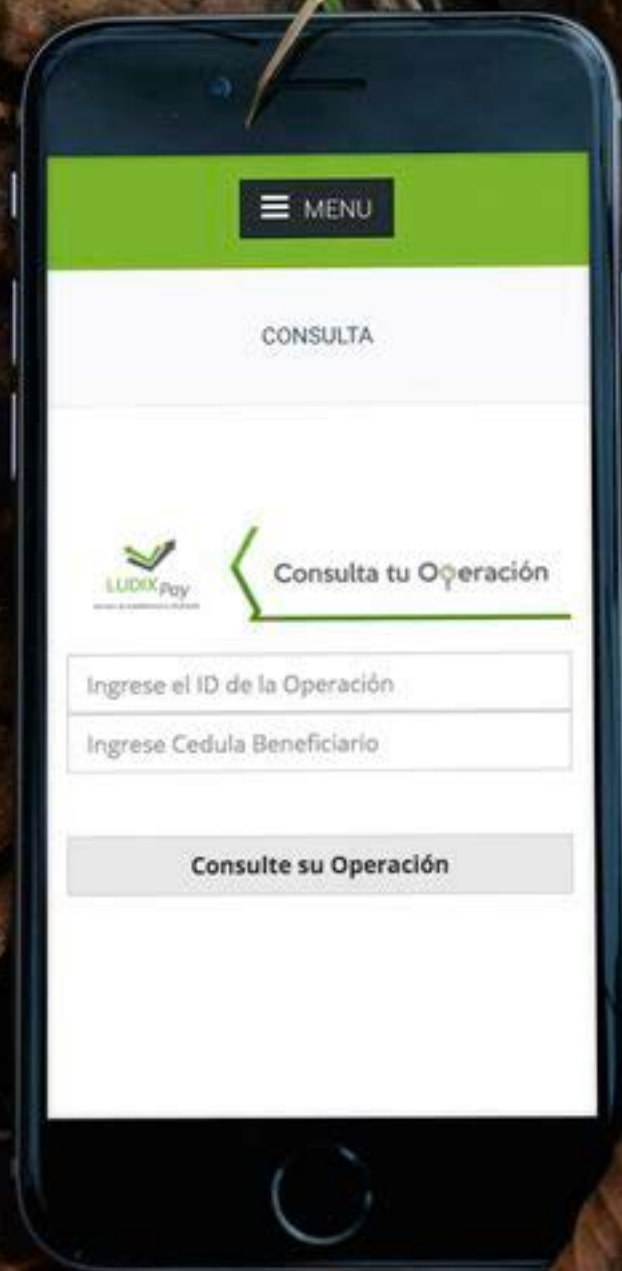 MENU
CONSULTA
LUDIX Pay
Consulta tu Operación
Ingrese el ID de la Operación
Ingrese Cedula Beneficiario
Consulte su Operación